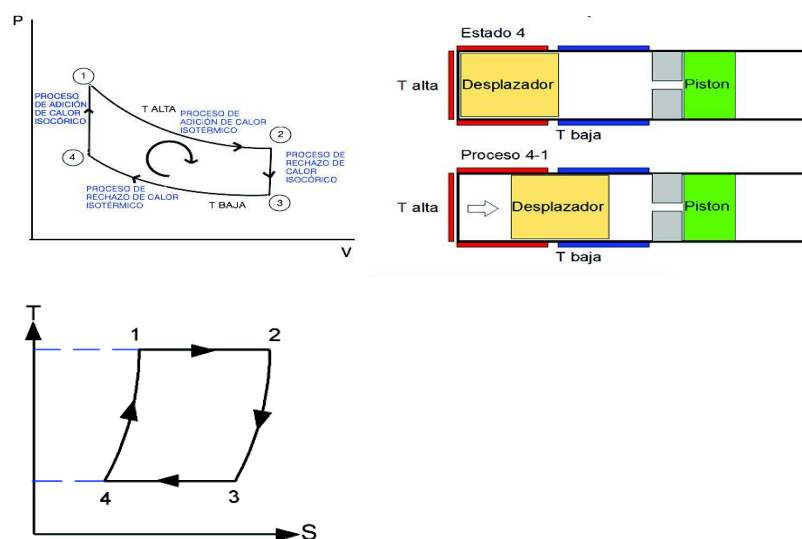 P
1
PROCESO
DE ADICIÓN
DE CALOR
ISOCÓRICO
T ALTA
PROCESO DE
ADICIÓN DE CALOR
ISOTÉRMICO
2
PROCESO DE
RECHAZO DE
CALOR
ISOCÓRICO
4
PROCESO DE
RECHAZO DE CALOR
ISOTÉRMICO
T BAJA
3
V
Estado 4
T alta
Desplazador
Piston
T baja
Proceso 4-1
T alta
Desplazador
Piston
T baja
T
1
2
4
3
S